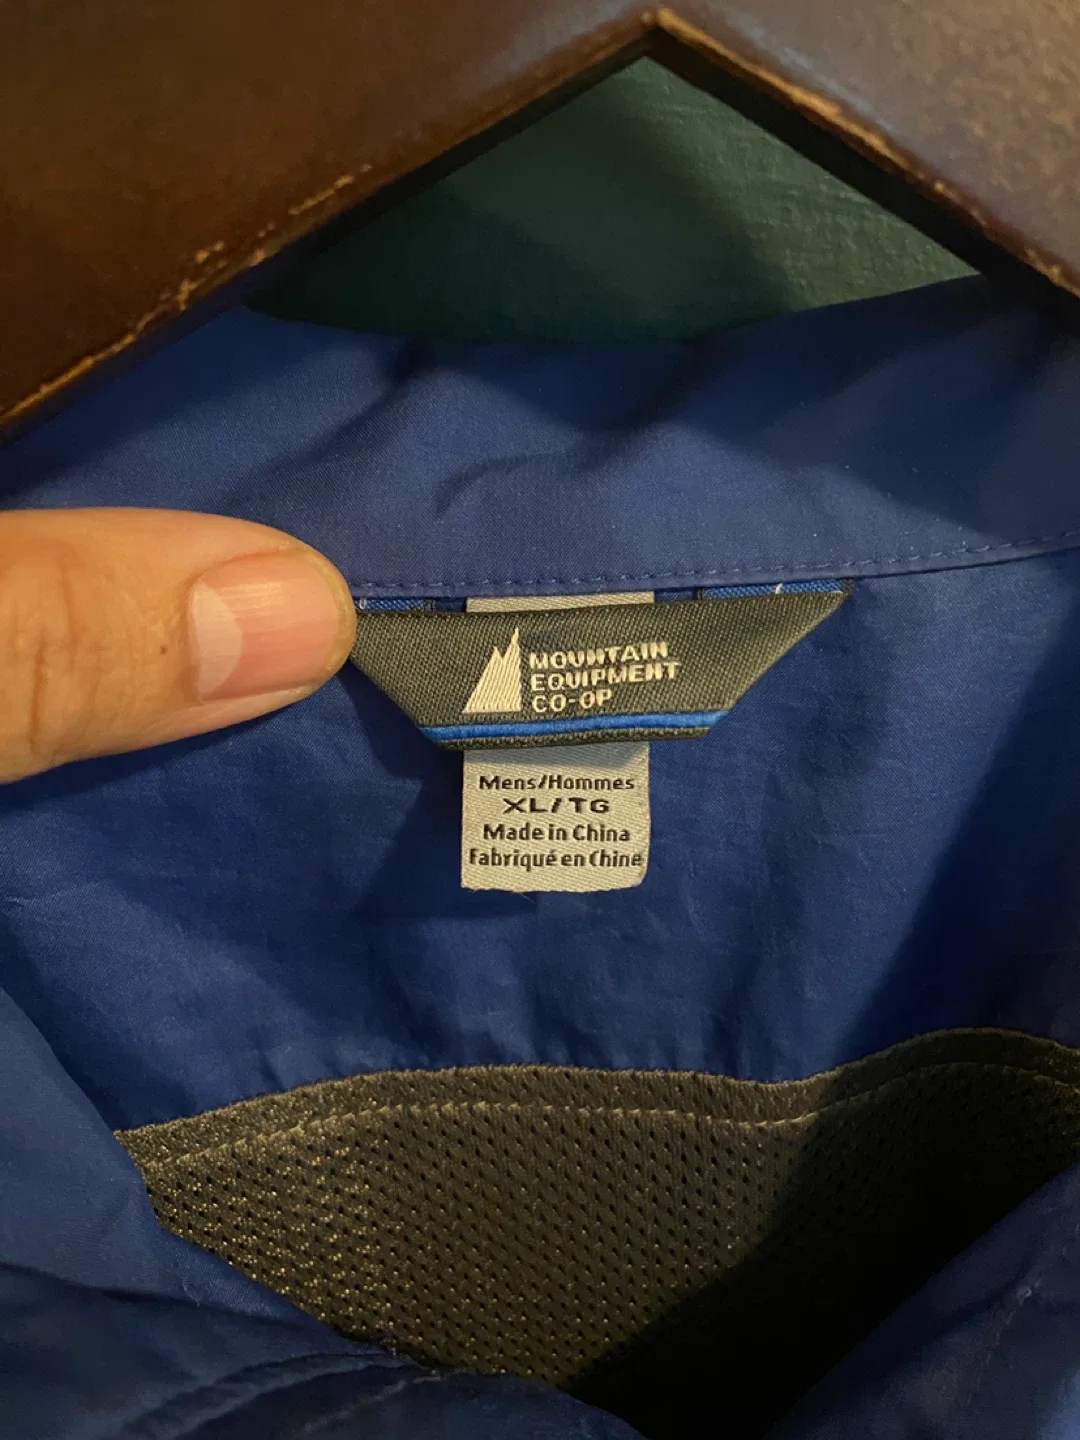 MOUNTAIN
EQUIPMENT
CO-OP
Mens/Hommes
XL/TG
Made in China
Fabriqué en Chine